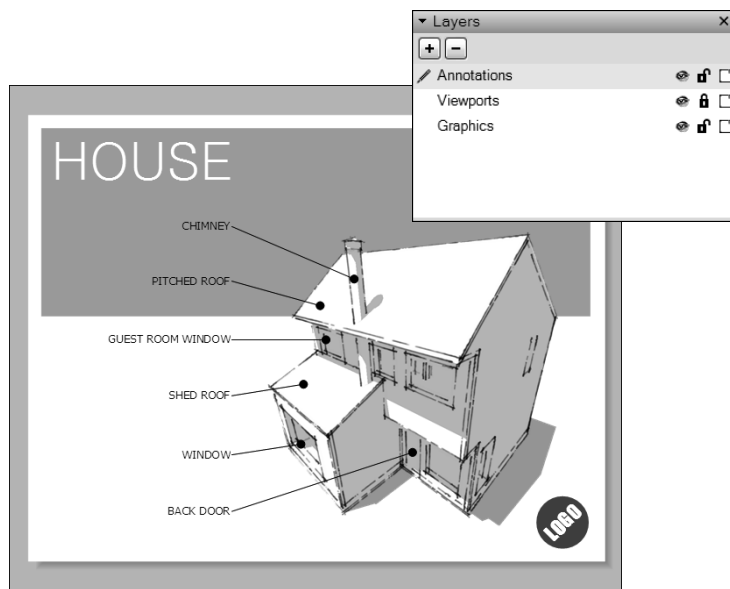 Layers
Annotations
Viewports
Graphics
HOUSE
CHIMNEY
PITCHED ROOF
GUEST ROOM WINDOW
SHED ROOF
WINDOW
BACK DOOR
LOGO